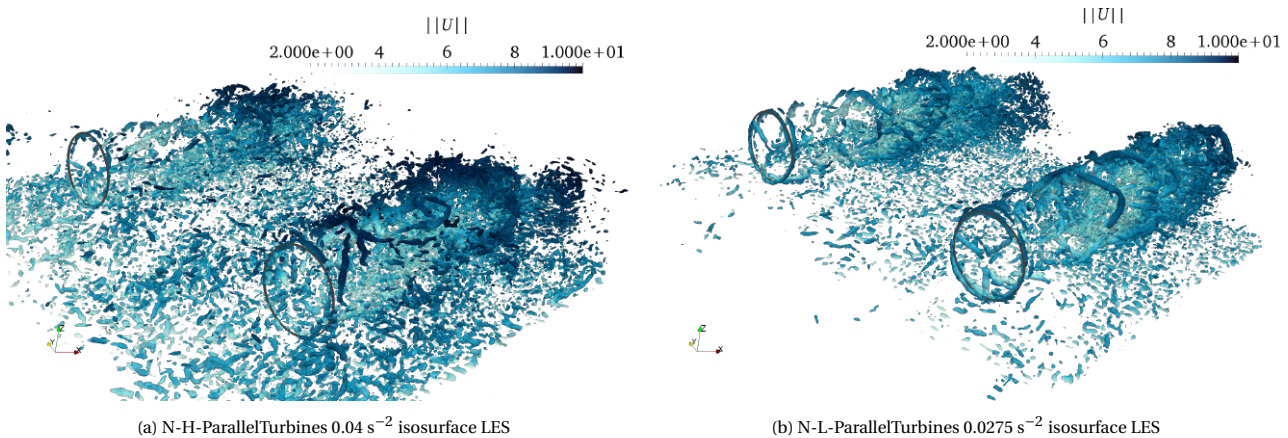 ||U||
2.000e+00 4 6 8 1.000e+01
Z
Y
X
(a) N-H-ParallelTurbines 0.04 s⁻² isosurface LES
||U||
2.000e+00 4 6 8 1.000e+01
Z
Y
X
(b) N-L-ParallelTurbines 0.0275 s⁻² isosurface LES